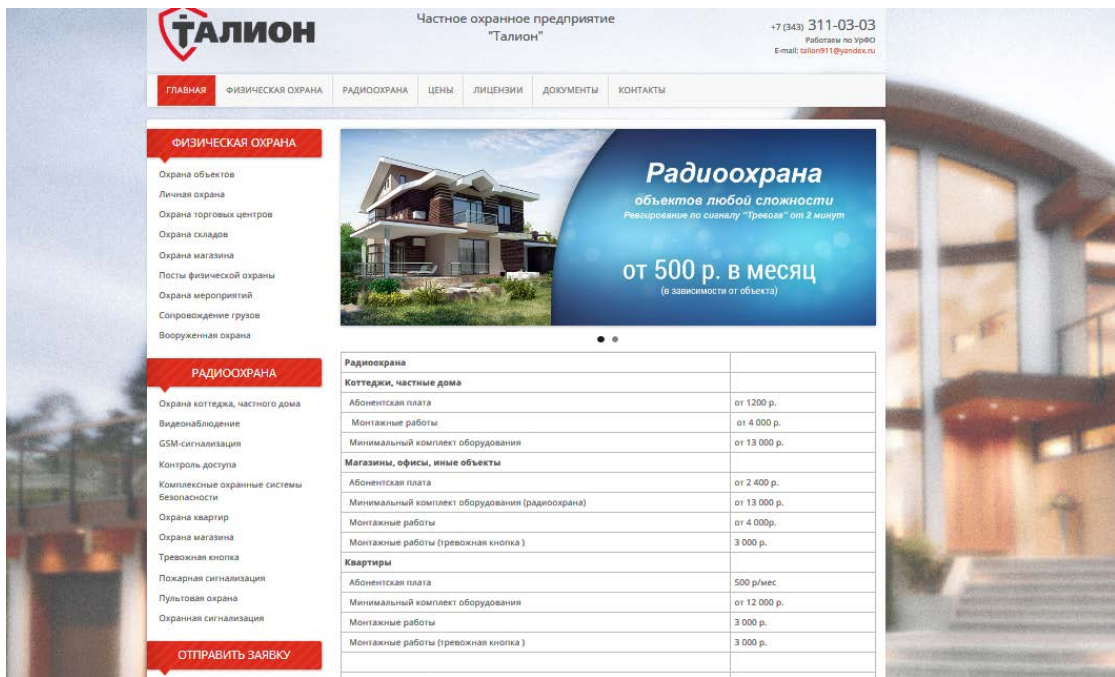 ТАЛИОН
Частное охранное предприятие
"Талион"
+7 (343) 311-03-03
Работаем по УрФО
E-mail: talion911@yandex.ru
ГЛАВНАЯ ФИЗИЧЕСКАЯ ОХРАНА РАДИООХРАНА ЦЕНЫ ЛИЦЕНЗИИ ДОКУМЕНТЫ КОНТАКТЫ
ФИЗИЧЕСКАЯ ОХРАНА
Охрана объектов
Личная охрана
Охрана торговых центров
Охрана складов
Охрана магазина
Посты физической охраны
Охрана мероприятий
Сопровождение грузов
Вооруженная охрана
РАДИООХРАНА
Охрана коттеджа, частного дома
Видеонаблюдение
GSM-сигнализация
Контроль доступа
Комплексные охранные системы
безопасности
Охрана квартир
Охрана магазина
Тревожная кнопка
Пожарная сигнализация
Пультовая охрана
Охранная сигнализация
ОТПРАВИТЬ ЗАЯВКУ
Радиоохрана
объектов любой сложности
Реагирование по сигналу "Тревога" от 2 минут
от 500 р. в месяц
(в зависимости от объекта)
Радиоохрана
Коттеджи, частные дома
Абонентская плата от 1200 р.
Монтажные работы от 4 000 р.
Минимальный комплект оборудования от 13 000 р.
Магазины, офисы, иные объекты
Абонентская плата от 2 400 р.
Минимальный комплект оборудования (радиоохрана) от 13 000 р.
Монтажные работы от 4 000р.
Монтажные работы (тревожная кнопка ) 3 000 р.
Квартиры
Абонентская плата 500 р/мес
Минимальный комплект оборудования от 12 000 р.
Монтажные работы 3 000 р.
Монтажные работы (тревожная кнопка ) 3 000 р.